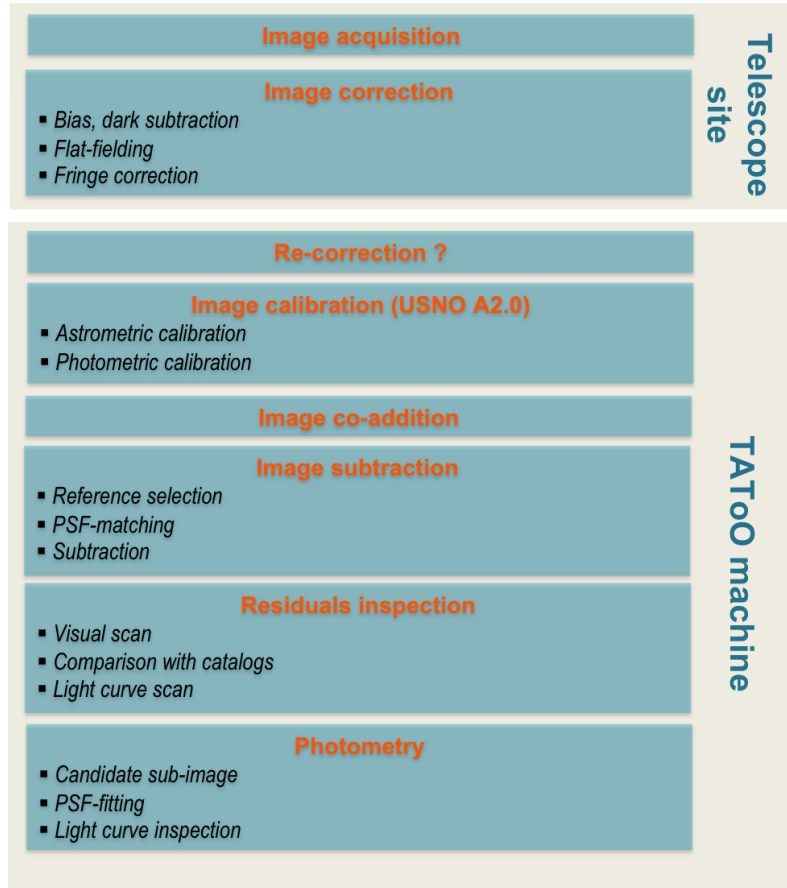 Image acquisition
Image correction
▪ Bias, dark subtraction
▪ Flat-fielding
▪ Fringe correction
Telescope
site
Re-correction ?
Image calibration (USNO A2.0)
▪ Astrometric calibration
▪ Photometric calibration
Image co-addition
Image subtraction
▪ Reference selection
▪ PSF-matching
▪ Subtraction
Residuals inspection
▪ Visual scan
▪ Comparison with catalogs
▪ Light curve scan
Photometry
▪ Candidate sub-image
▪ PSF-fitting
▪ Light curve inspection
TAToO machine